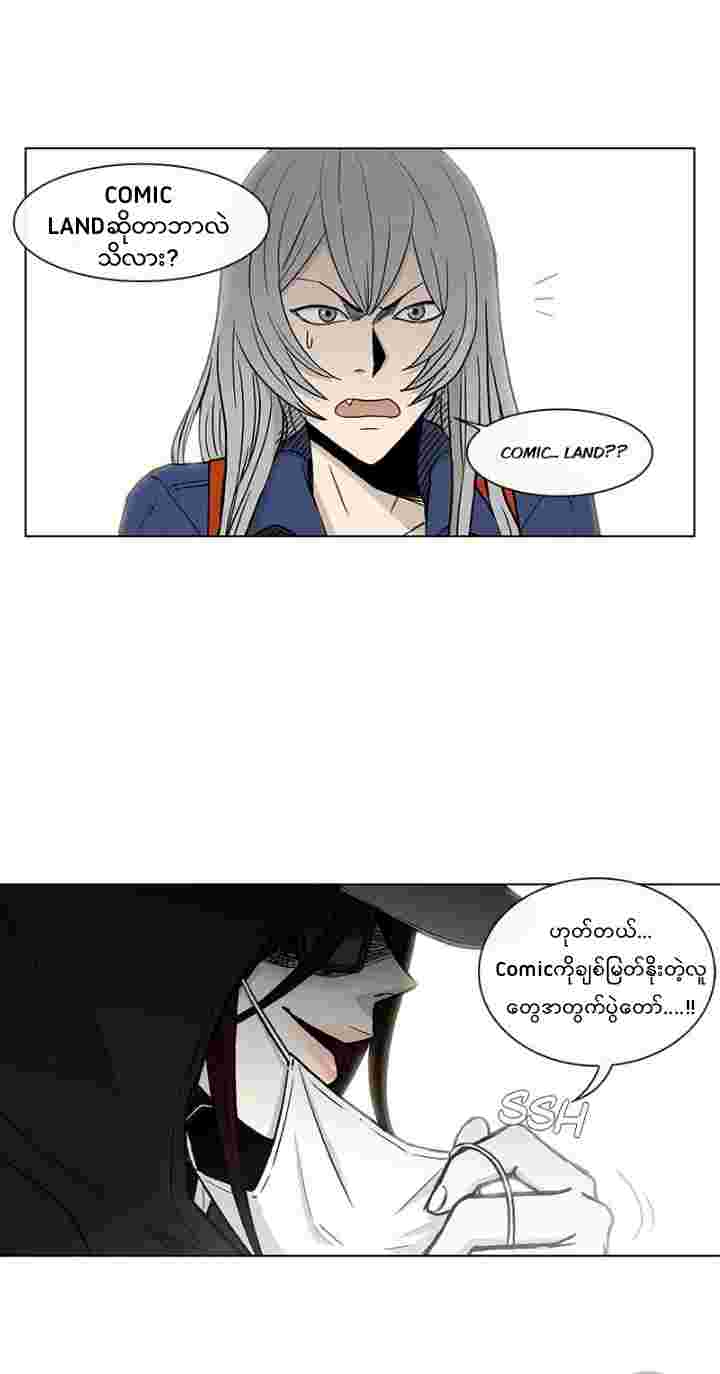 COMIC
LANDဆိုတာဘာလဲ
သိလား?
COMIC... LAND??
ဟုတ်တယ်...
Comicကိုချစ်မြတ်နိုးတဲ့လူ
တွေအတွက်ပွဲတော်....!!
SSH